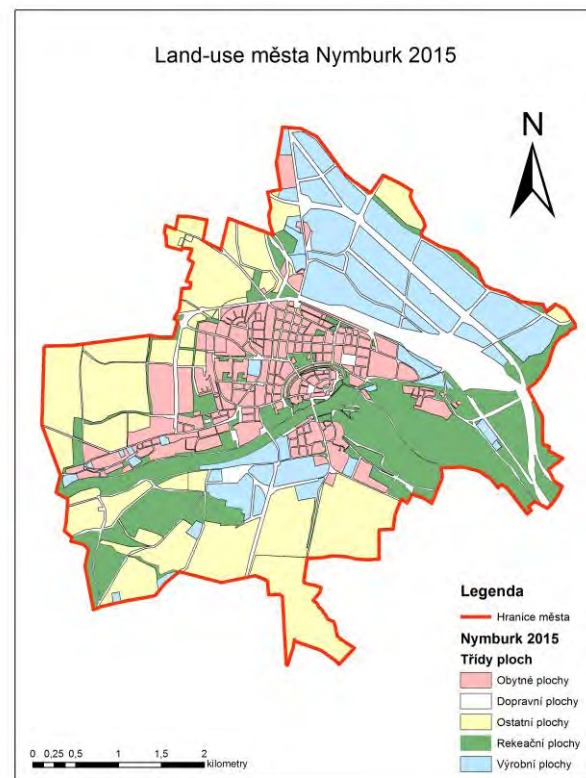 Land-use města Nymburk 2015
N
Legenda
Hranice města
Nymburk 2015
Třídy ploch
Obytné plochy
Dopravní plochy
Ostatní plochy
Rekeační plochy
Výrobní plochy
0 0,25 0,5 1 1,5 2
kilometry